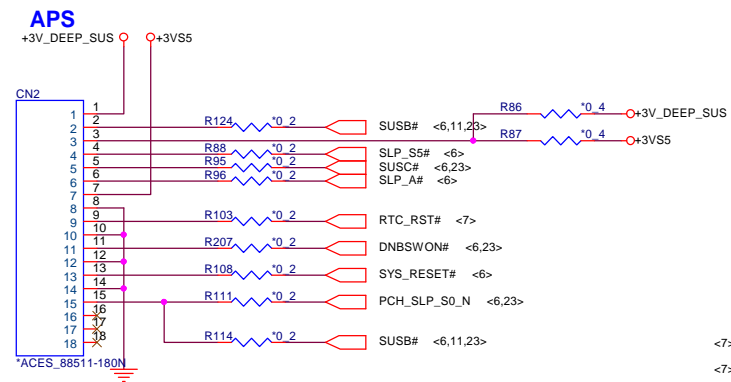 APS
+3V_DEEP_SUS +3VS5
CN2
1 1
2 2 R124 *0_2 SUSB# <6,11,23>
R86 *0_4 +3V_DEEP_SUS
3 3
R87 *0_4 +3VS5
4 4 R88 *0_2 SLP_S5# <6>
5 5 R95 *0_2 SUSC# <6,23>
6 6 R96 *0_2 SLP_A# <6>
7 7
8 8
9 9 R103 *0_2 RTC_RST# <7>
10 10
11 11 R207 *0_2 DNBSWON# <6,23>
12 12
13 13 R108 *0_2 SYS_RESET# <6>
14 14
15 15 R111 *0_2 PCH_SLP_S0_N <6,23>
16 16
17 17
18 18 R114 *0_2 SUSB# <6,11,23>
<7>
*ACES_88511-180N
<7>